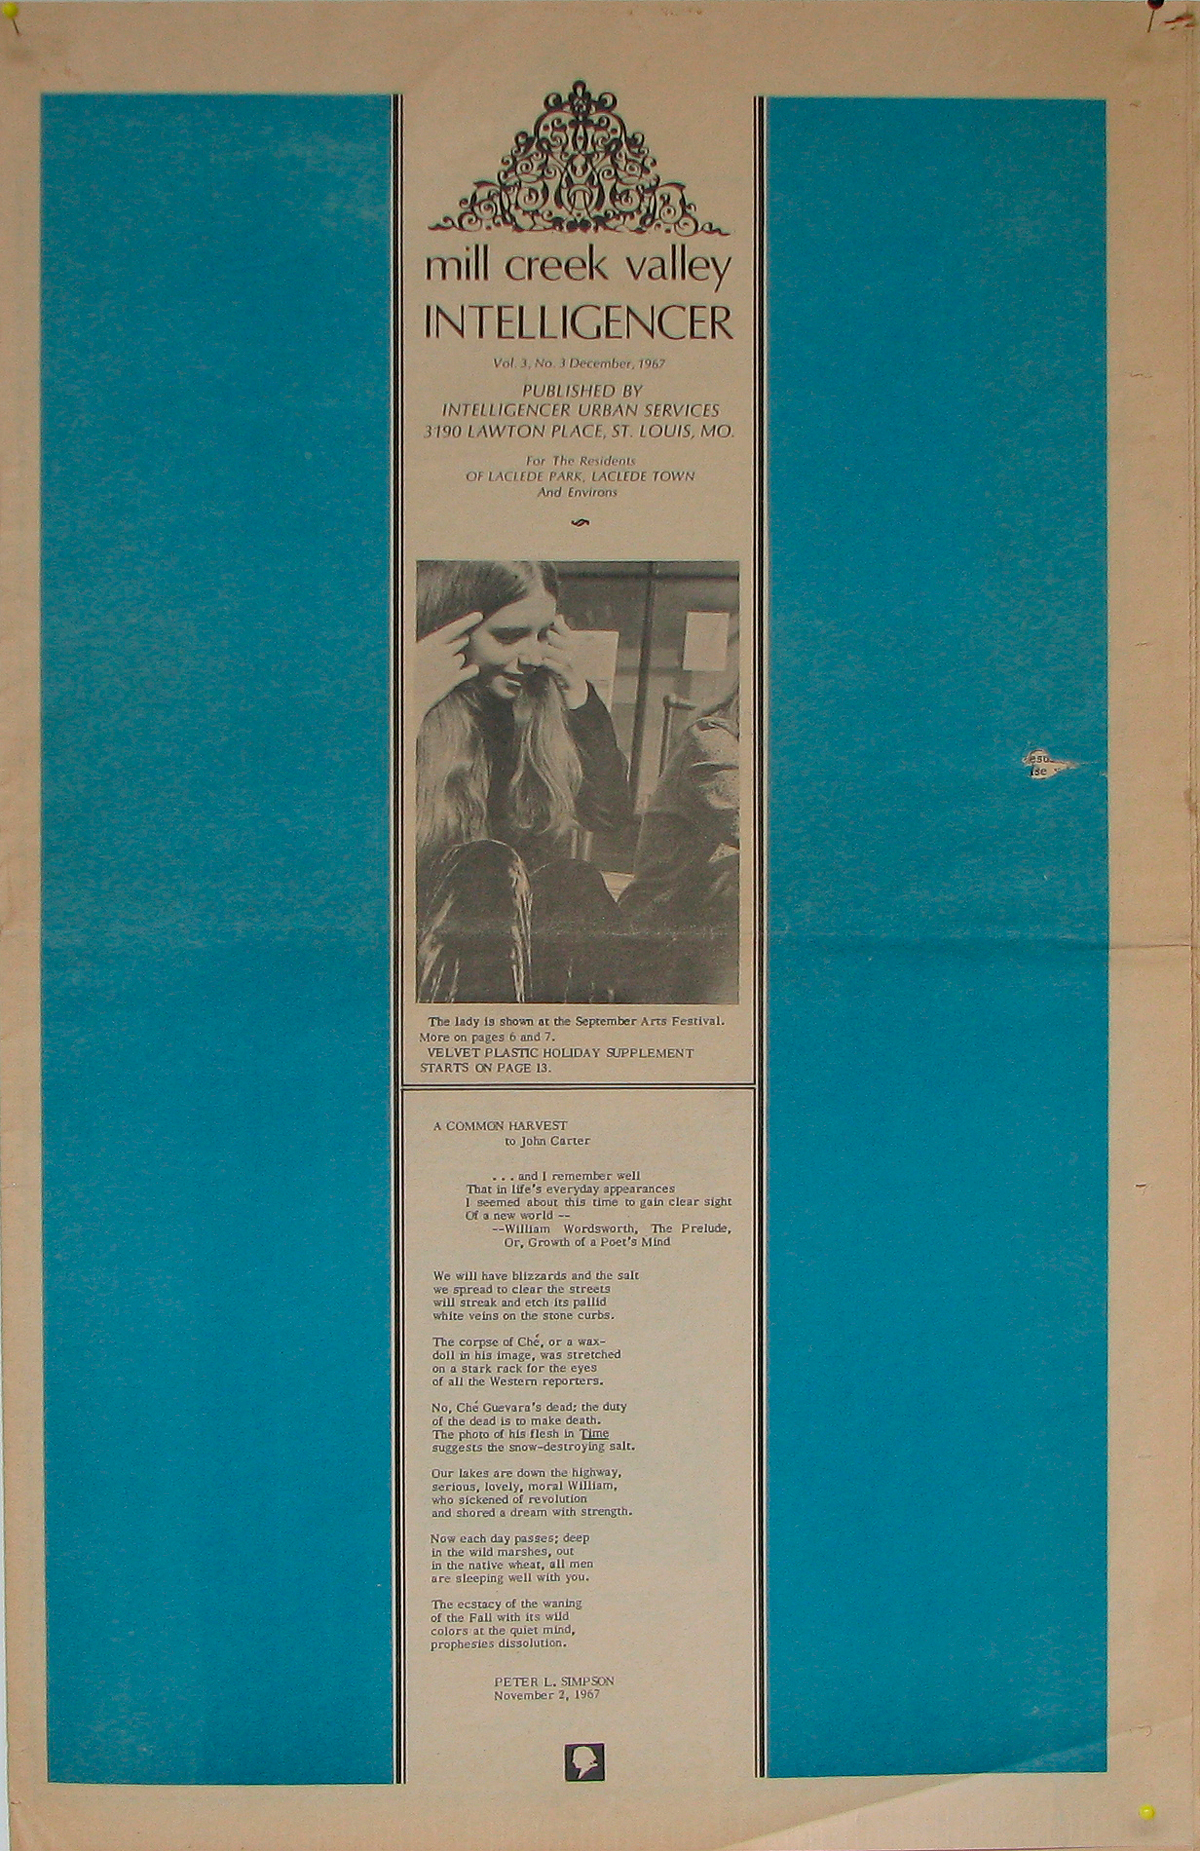 mill creek valley
INTELLIGENCER
Vol. 3, No. 3 December, 1967
PUBLISHED BY
INTELLIGENCER URBAN SERVICES
3190 LAWTON PLACE, ST. LOUIS, MO.
For The Residents
OF LACLEDE PARK, LACLEDE TOWN
And Environs
The lady is shown at the September Arts Festival.
More on pages 6 and 7.
VELVET PLASTIC HOLIDAY SUPPLEMENT
STARTS ON PAGE 13.
A COMMON HARVEST
to John Carter
. . . and I remember well
That in life's everyday appearances
I seemed about this time to gain clear sight
Of a new world --
--William Wordsworth, The Prelude,
Or, Growth of a Poet's Mind
We will have blizzards and the salt
we spread to clear the streets
will streak and etch its pallid
white veins on the stone curbs.
The corpse of Ché, or a wax-
doll in his image, was stretched
on a stark rack for the eyes
of all the Western reporters.
No, Ché Guevara's dead; the duty
of the dead is to make death.
The photo of his flesh in Time
suggests the snow-destroying salt.
Our lakes are down the highway,
serious, lovely, moral William,
who sickened of revolution
and shored a dream with strength.
Now each day passes; deep
in the wild marshes, out
in the native wheat, all men
are sleeping well with you.
The ecstacy of the waning
of the Fall with its wild
colors at the quiet mind,
prophesies dissolution.
PETER L. SIMPSON
November 2, 1967